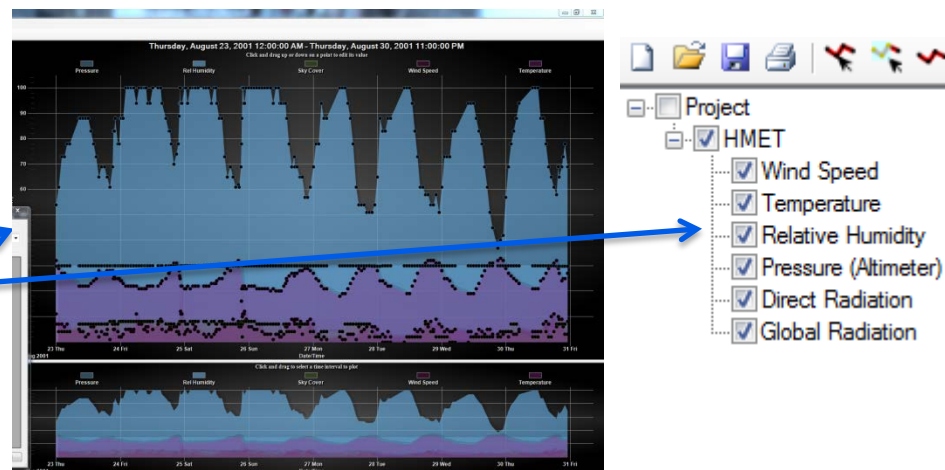 Thursday, August 23, 2001 12:00:00 AM - Thursday, August 30, 2001 11:00:00 PM
Click and drag up or down on a point to edit its value
Pressure Rel Humidity Sky Cover Wind Speed Temperature
100
90
80
70
60
23 Thu 24 Fri 25 Sat 26 Sun 27 Mon 28 Tue 29 Wed 30 Thu 31 Fri
2001 Date/Time
Click and drag to select a time interval to plot
Pressure Rel Humidity Sky Cover Wind Speed Temperature
23 Thu 24 Fri 25 Sat 26 Sun 27 Mon 28 Tue 29 Wed 30 Thu 31 Fri
Project
HMET
Wind Speed
Temperature
Relative Humidity
Pressure (Altimeter)
Direct Radiation
Global Radiation